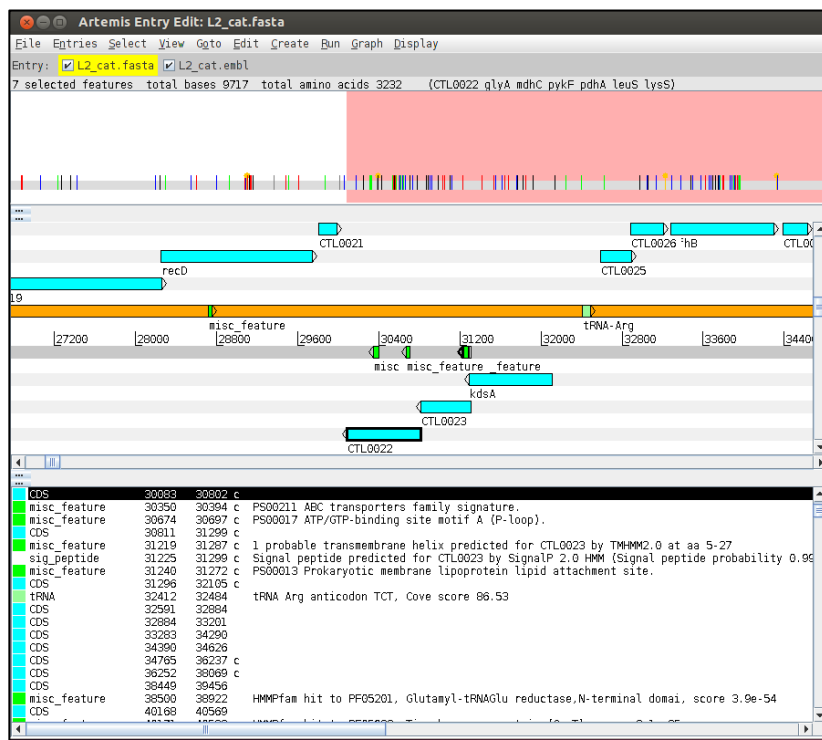 Artemis Entry Edit: L2_cat.fasta
File Entries Select View Goto Edit Create Run Graph Display
Entry: L2_cat.fasta L2_cat.embl
7 selected features total bases 9717 total amino acids 3232 (CTL0022 glyA mdhC pykF pdhA leuS lysS)
CTL0021 CTL0026 hB CTL00
recD CTL0025
19
misc_feature tRNA-Arg
27200 28000 28800 29600 30400 31200 32000 32800 33600 34400
misc misc_feature _feature
kdsA
CTL0023
CTL0022
CDS 30083 30802 c
misc_feature 30350 30394 c PS00211 ABC transporters family signature.
misc_feature 30674 30697 c PS00017 ATP/GTP-binding site motif A (P-loop).
CDS 30811 31299 c
misc_feature 31219 31287 c 1 probable transmembrane helix predicted for CTL0023 by TMHMM2.0 at aa 5-27
sig_peptide 31225 31299 c Signal peptide predicted for CTL0023 by SignalP 2.0 HMM (Signal peptide probability 0.99
misc_feature 31240 31272 c PS00013 Prokaryotic membrane lipoprotein lipid attachment site.
CDS 31296 32105 c
tRNA 32412 32484 tRNA Arg anticodon TCT, Cove score 86.53
CDS 32591 32884
CDS 32884 33201
CDS 33283 34290
CDS 34390 34626
CDS 34765 36237 c
CDS 36252 38069 c
CDS 38449 39456
misc_feature 38500 38922 HMMPfam hit to PF05201, Glutamyl-tRNAGlu reductase,N-terminal domai, score 3.9e-54
CDS 40168 40569